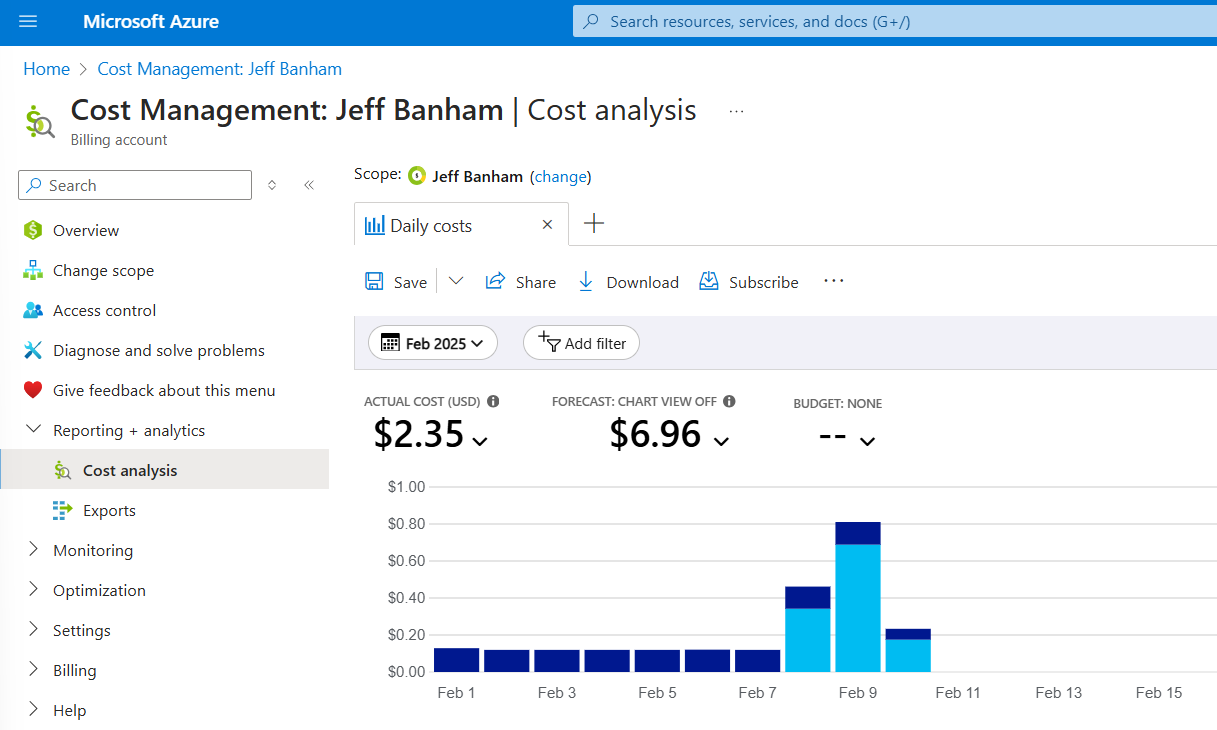 Microsoft Azure
Search resources, services, and docs (G+/)
Home > Cost Management: Jeff Banham
Cost Management: Jeff Banham | Cost analysis ...
Billing account
Search
Overview
Change scope
Access control
Diagnose and solve problems
Give feedback about this menu
Reporting + analytics
Cost analysis
Exports
Monitoring
Optimization
Settings
Billing
Help
Scope: Jeff Banham (change)
Daily costs
Save Share Download Subscribe ...
Feb 2025 Add filter
ACTUAL COST (USD) FORECAST: CHART VIEW OFF BUDGET: NONE
$2.35 $6.96 --
$1.00
$0.80
$0.60
$0.40
$0.20
$0.00
Feb 1 Feb 3 Feb 5 Feb 7 Feb 9 Feb 11 Feb 13 Feb 15